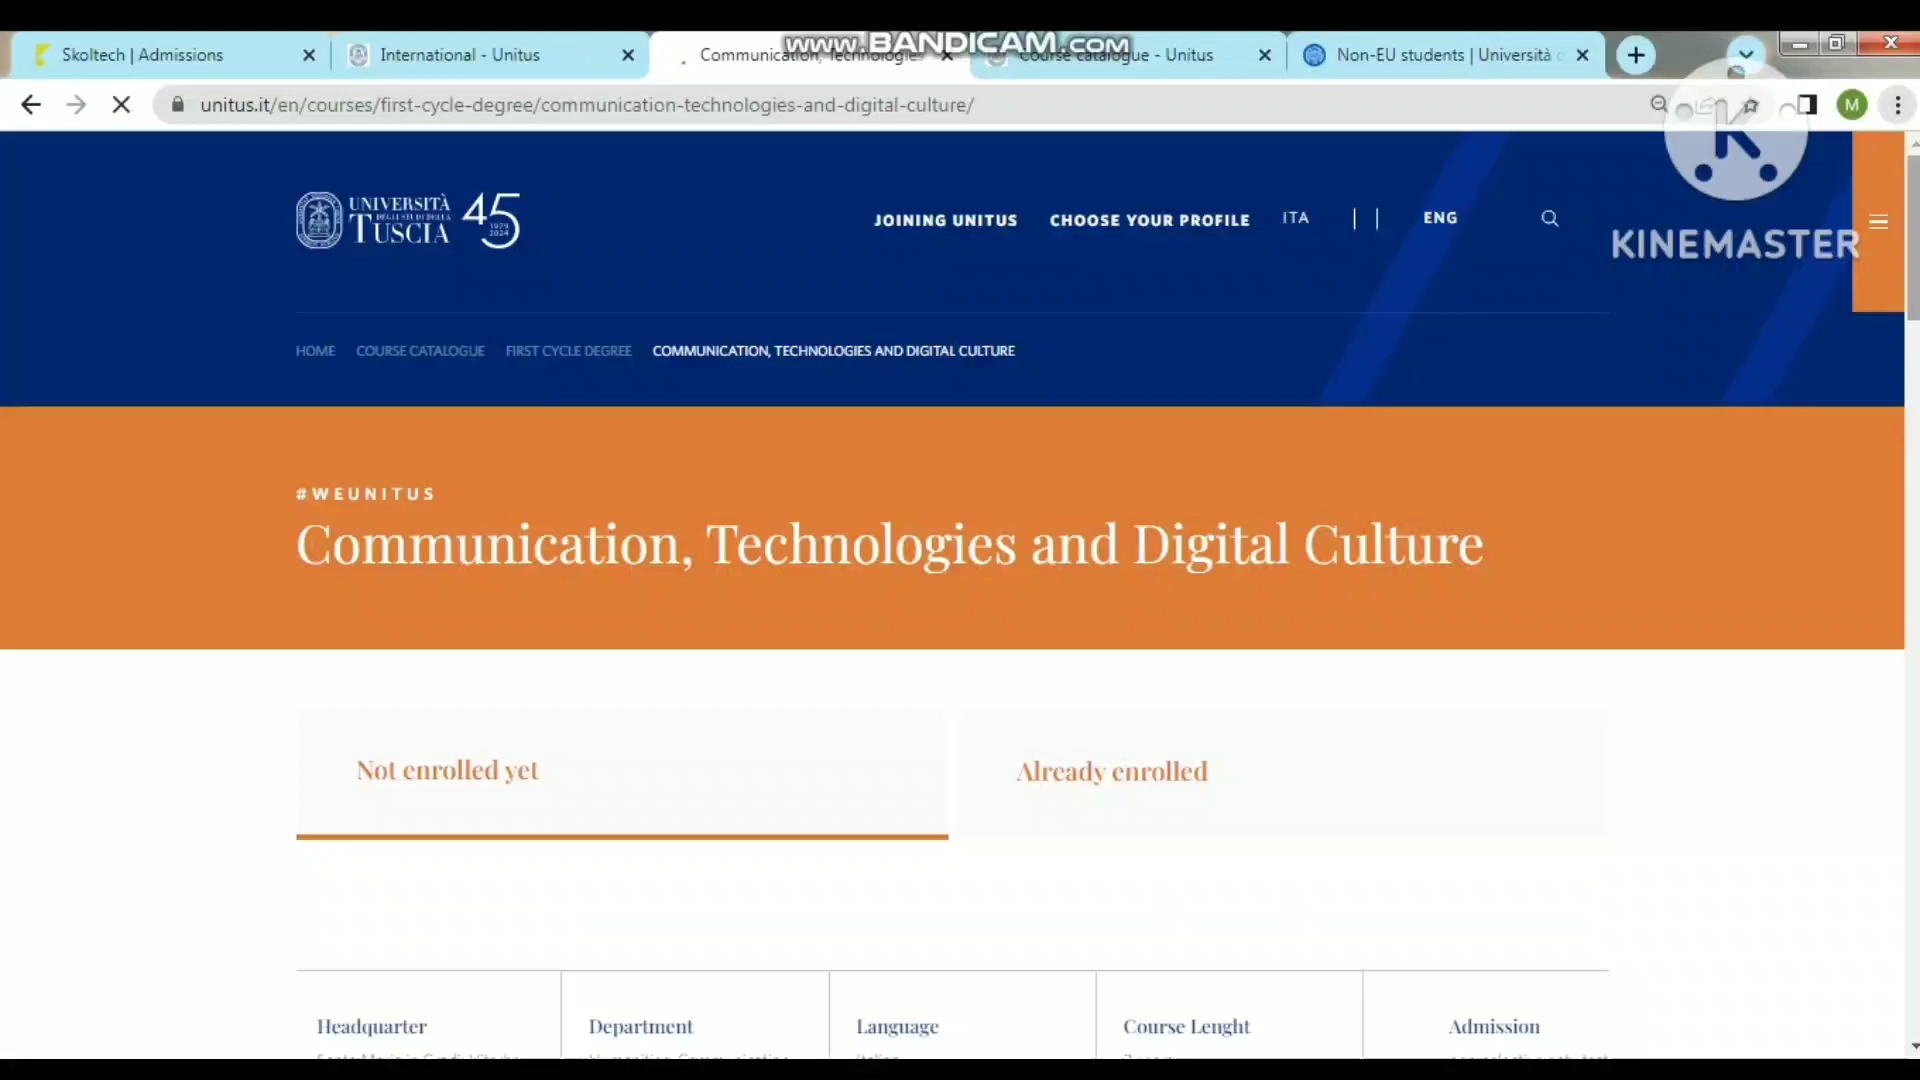 www.BANDICAM.com
Skoltech | Admissions
International - Unitus
Communication, Technologies
Course catalogue - Unitus
Non-EU students | Università
unitus.it/en/courses/first-cycle-degree/communication-technologies-and-digital-culture/
M
K
KINEMASTER
UNIVERSITÀ
DEGLI STUDI DELLA
TUSCIA
45
1979
2024
JOINING UNITUS
CHOOSE YOUR PROFILE
ITA
ENG
HOME COURSE CATALOGUE FIRST CYCLE DEGREE COMMUNICATION, TECHNOLOGIES AND DIGITAL CULTURE
#WEUNITUS
Communication, Technologies and Digital Culture
Not enrolled yet
Already enrolled
Headquarter
Department
Language
Course Lenght
Admission